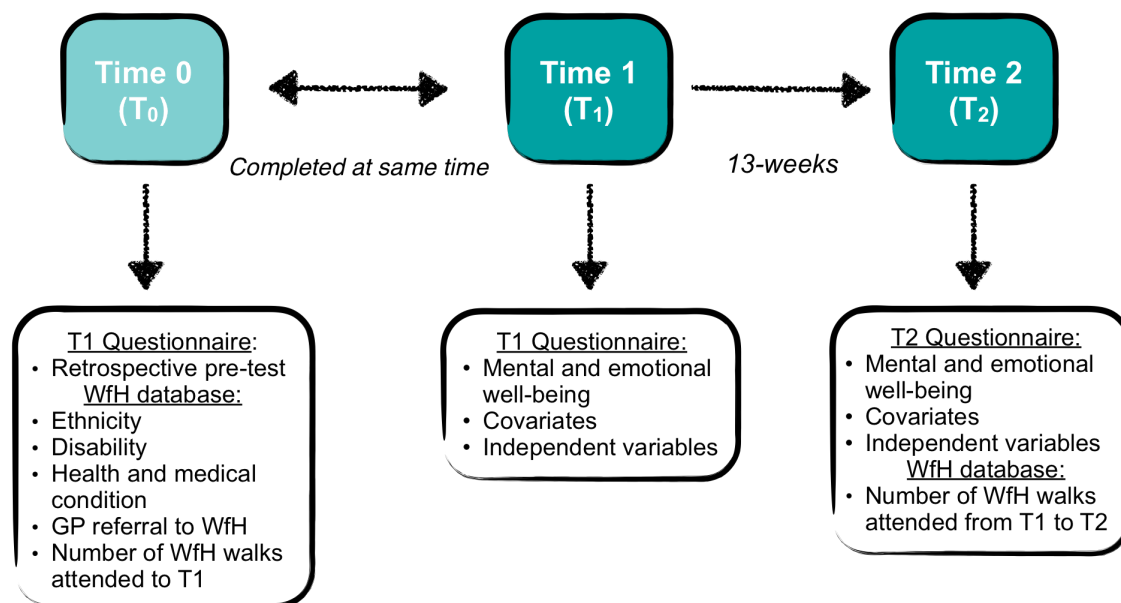 Time 0
(T₀)
Completed at same time
Time 1
(T₁)
13-weeks
Time 2
(T₂)
T1 Questionnaire:
• Retrospective pre-test
WfH database:
• Ethnicity
• Disability
• Health and medical
condition
• GP referral to WfH
• Number of WfH walks
attended to T1
T1 Questionnaire:
• Mental and emotional
well-being
• Covariates
• Independent variables
T2 Questionnaire:
• Mental and emotional
well-being
• Covariates
• Independent variables
WfH database:
• Number of WfH walks
attended from T1 to T2